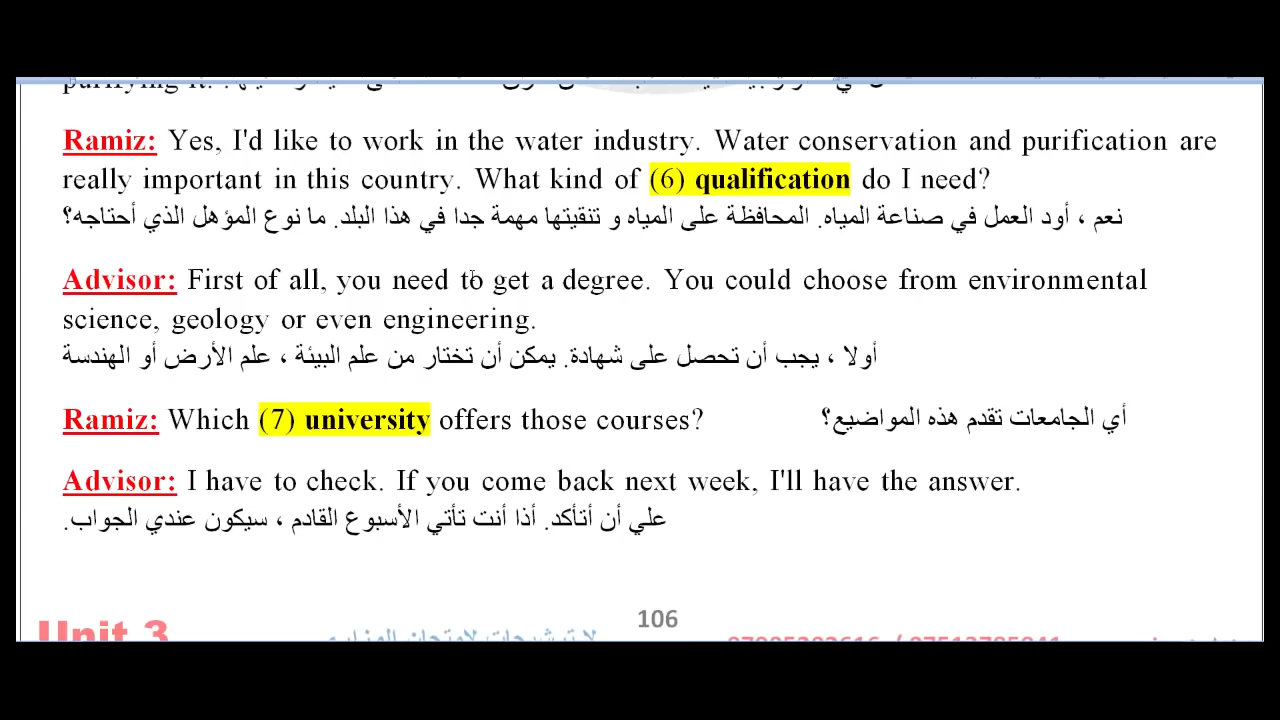 purifying it.
Ramiz: Yes, I'd like to work in the water industry. Water conservation and purification are
really important in this country. What kind of (6) qualification do I need?
نعم ، أود العمل في صناعة المياه. المحافظة على المياه و تنقيتها مهمة جدا في هذا البلد. ما نوع المؤهل الذي أحتاجه؟
Advisor: First of all, you need to get a degree. You could choose from environmental
science, geology or even engineering.
أولا ، يجب أن تحصل على شهادة. يمكن أن تختار من علم البيئة ، علم الأرض أو الهندسة
Ramiz: Which (7) university offers those courses? أي الجامعات تقدم هذه المواضيع؟
Advisor: I have to check. If you come back next week, I'll have the answer.
علي أن أتأكد. أذا أنت تأتي الأسبوع القادم ، سيكون عندي الجواب.
106
Unit 3